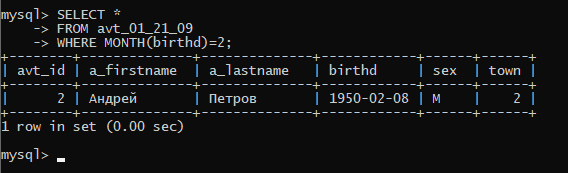 mysql> SELECT *
    -> FROM avt_01_21_09
    -> WHERE MONTH(birthd)=2;
+--------+-------------+------------+------------+------+------+
| avt_id | a_firstname | a_lastname | birthd | sex | town |
+--------+-------------+------------+------------+------+------+
| 2 | Андрей | Петров | 1950-02-08 | М | 2 |
+--------+-------------+------------+------------+------+------+
1 row in set (0.00 sec)
mysql>